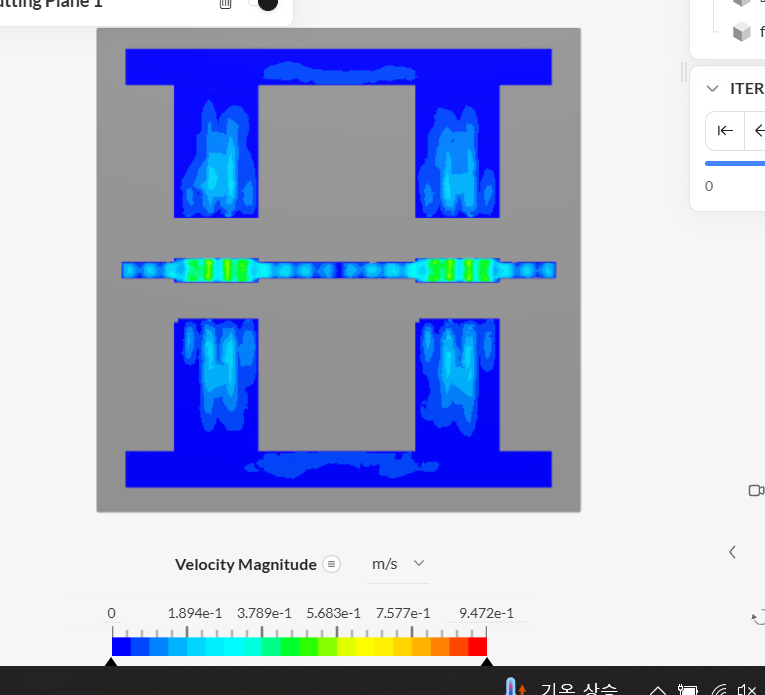 utting Plane 1
f
ITER
0
Velocity Magnitude
m/s
0 1.894e-1 3.789e-1 5.683e-1 7.577e-1 9.472e-1
기온 상승